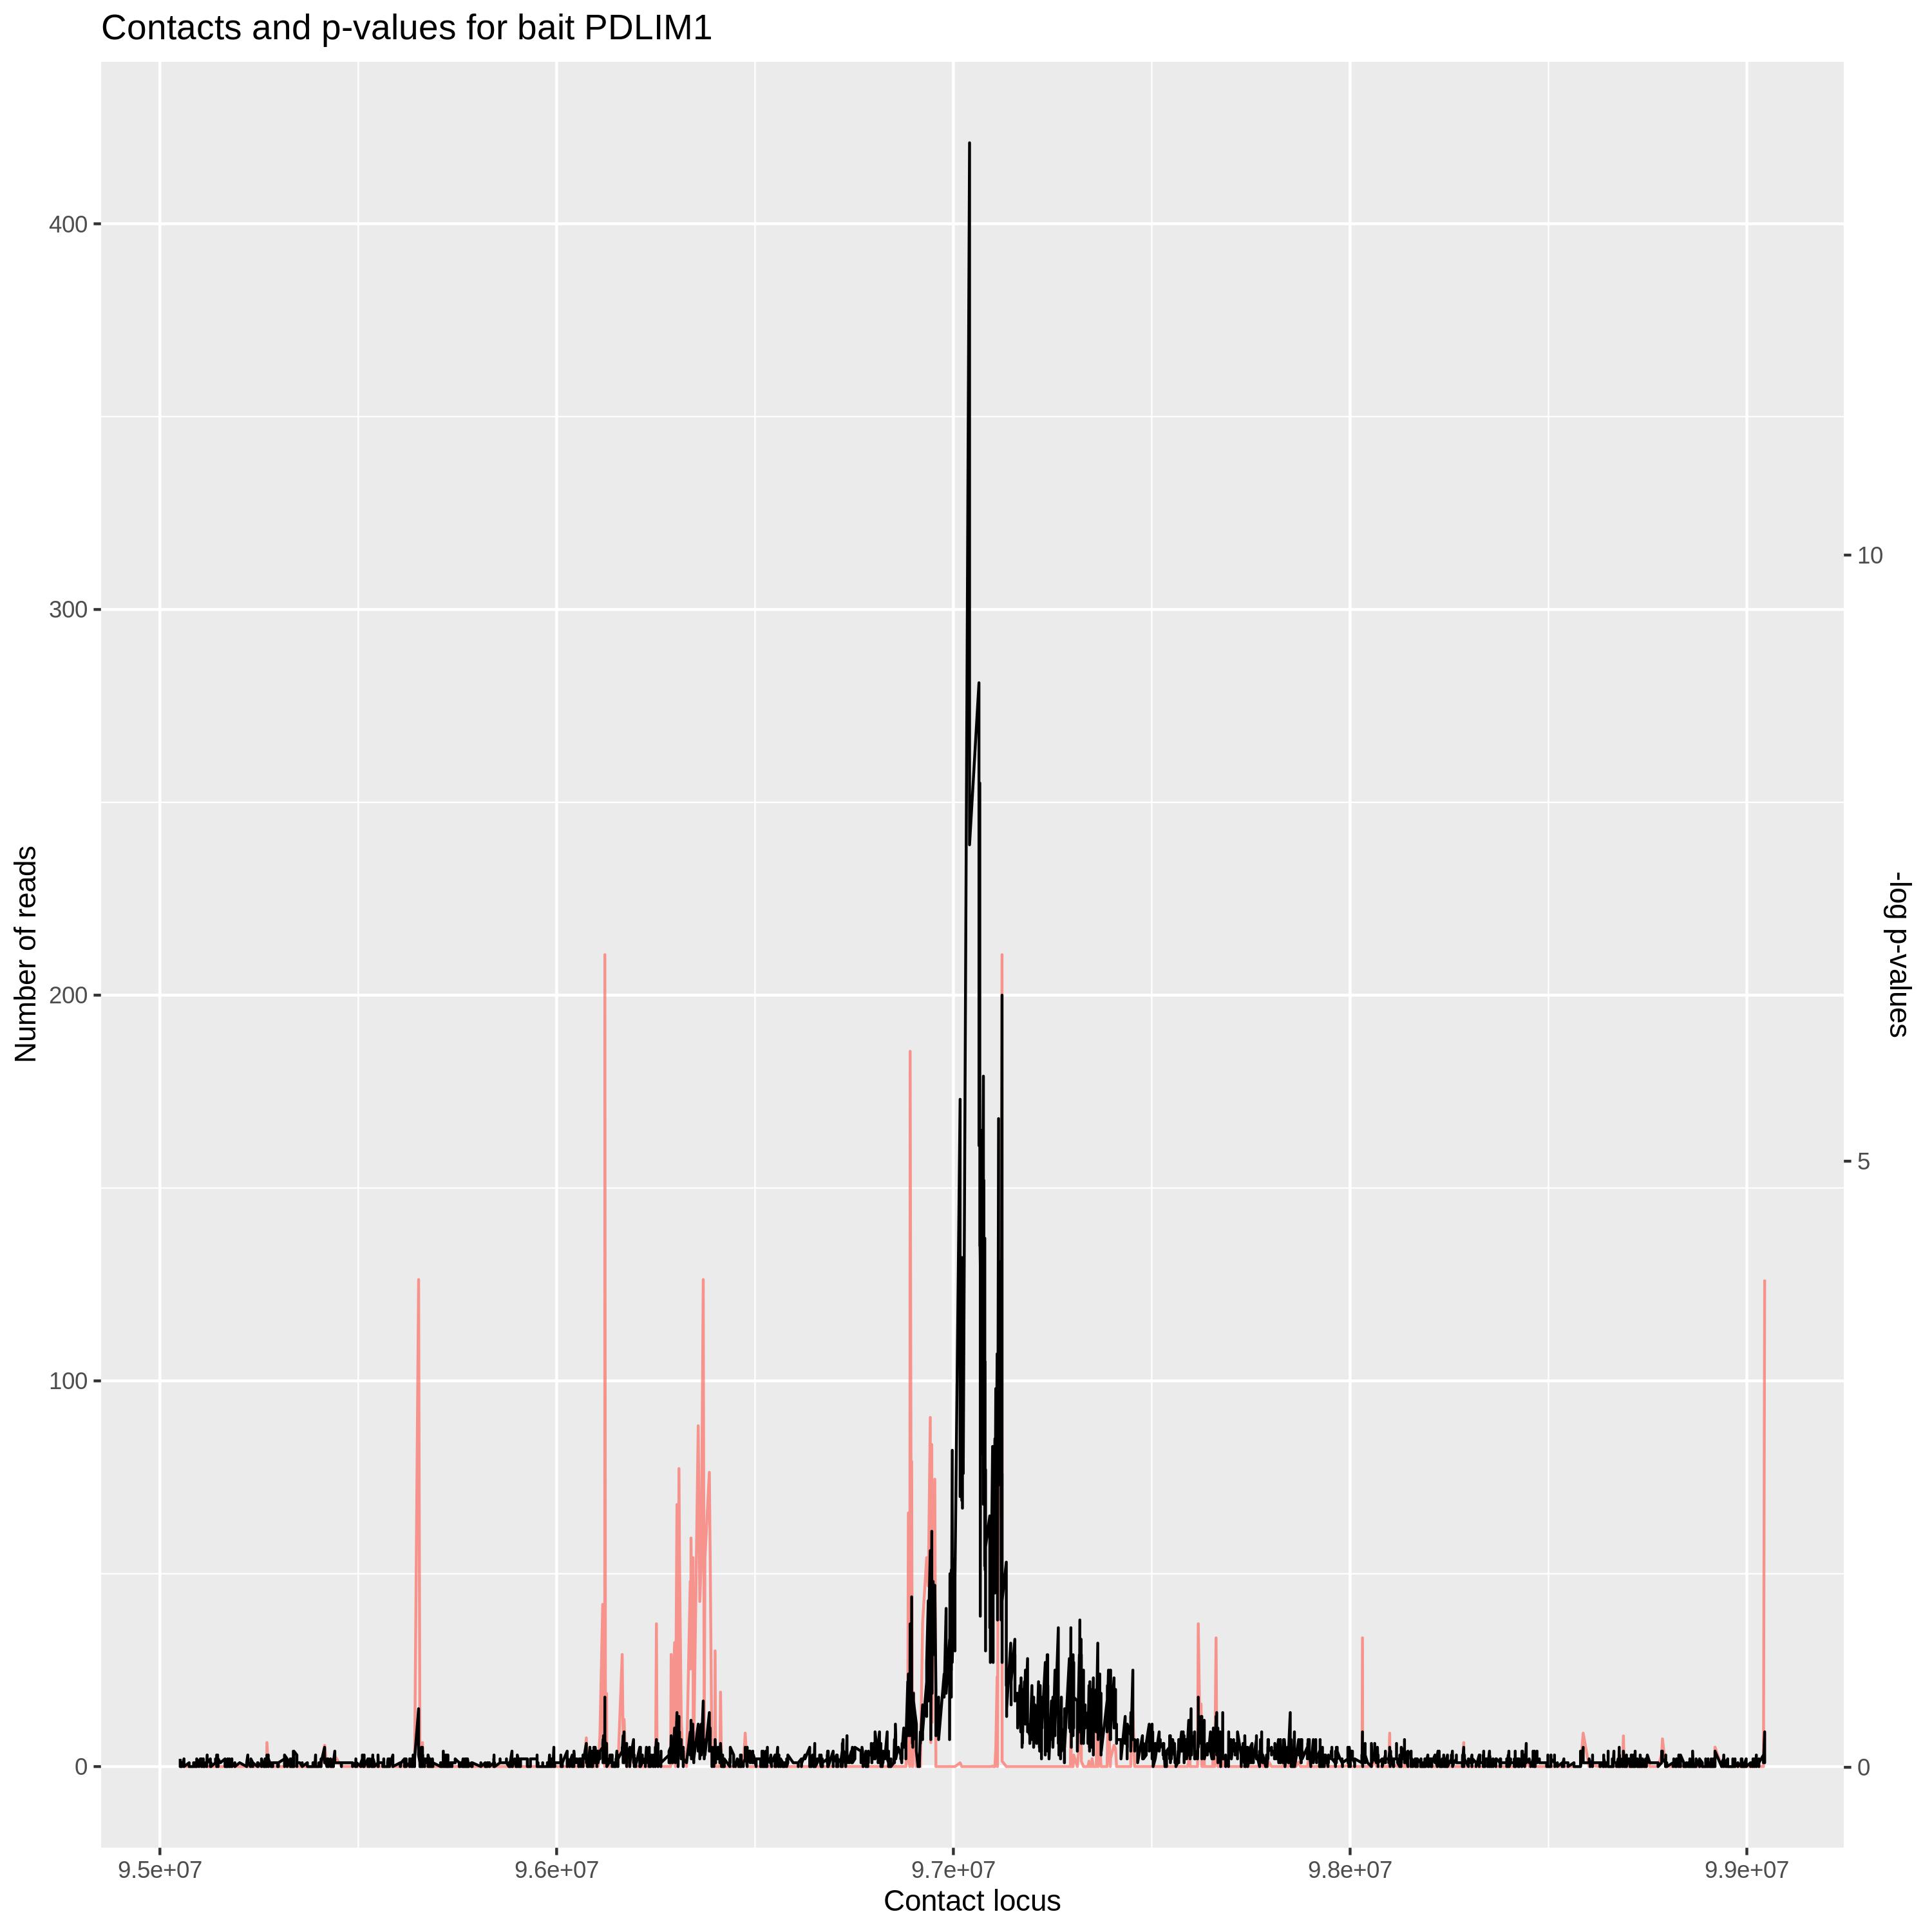 Contacts and p-values for bait PDLIM1
400
300
200
100
0
Number of reads
10
5
0
-log p-values
9.5e+07
9.6e+07
9.7e+07
9.8e+07
9.9e+07
Contact locus